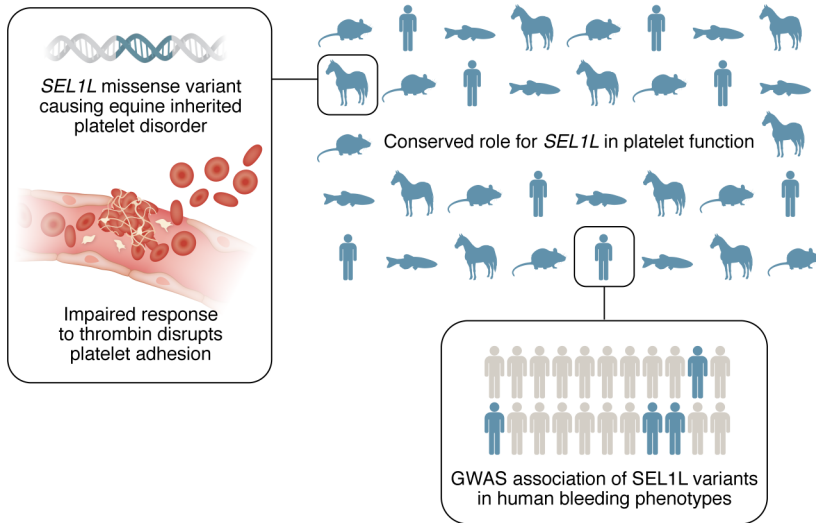 SEL1L missense variant
causing equine inherited
platelet disorder
Impaired response
to thrombin disrupts
platelet adhesion
Conserved role for SEL1L in platelet function
GWAS association of SEL1L variants
in human bleeding phenotypes